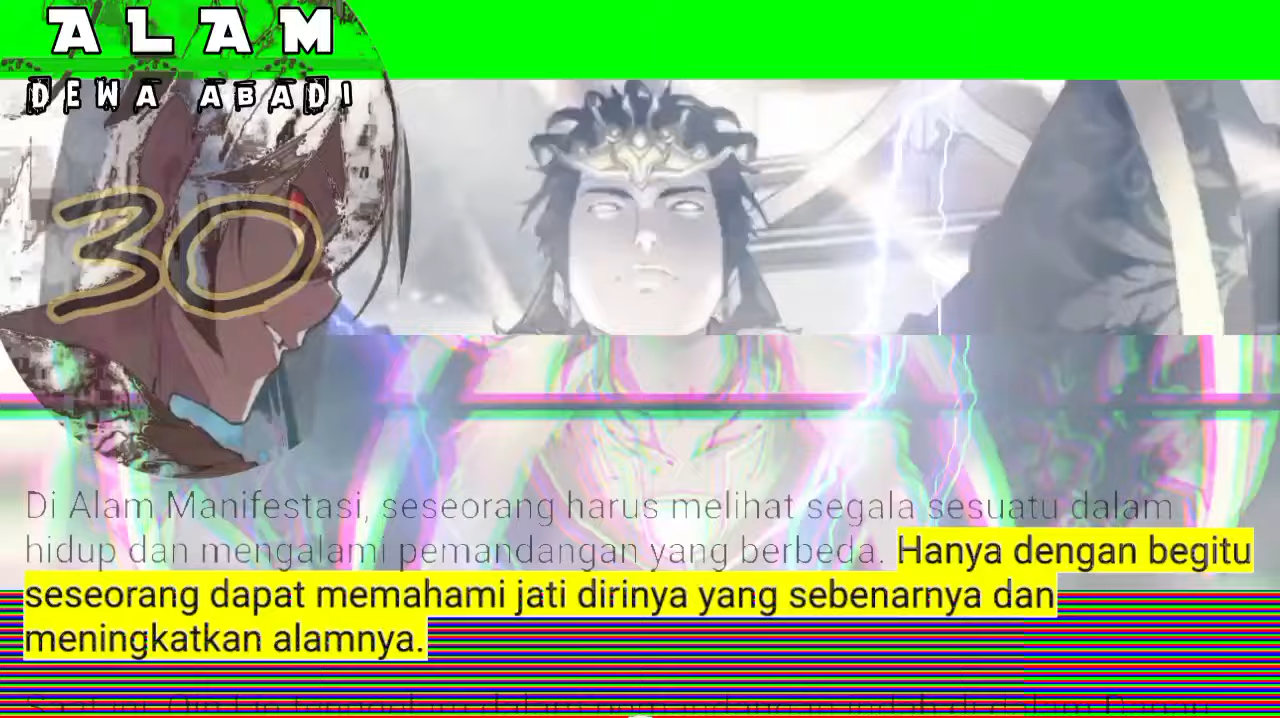 ALAM
DEWA ABADI
30
Di Alam Manifestasi, seseorang harus melihat segala sesuatu dalam
hidup dan mengalami pemandangan yang berbeda. Hanya dengan begitu
seseorang dapat memahami jati dirinya yang sebenarnya dan
meningkatkan alamnya.